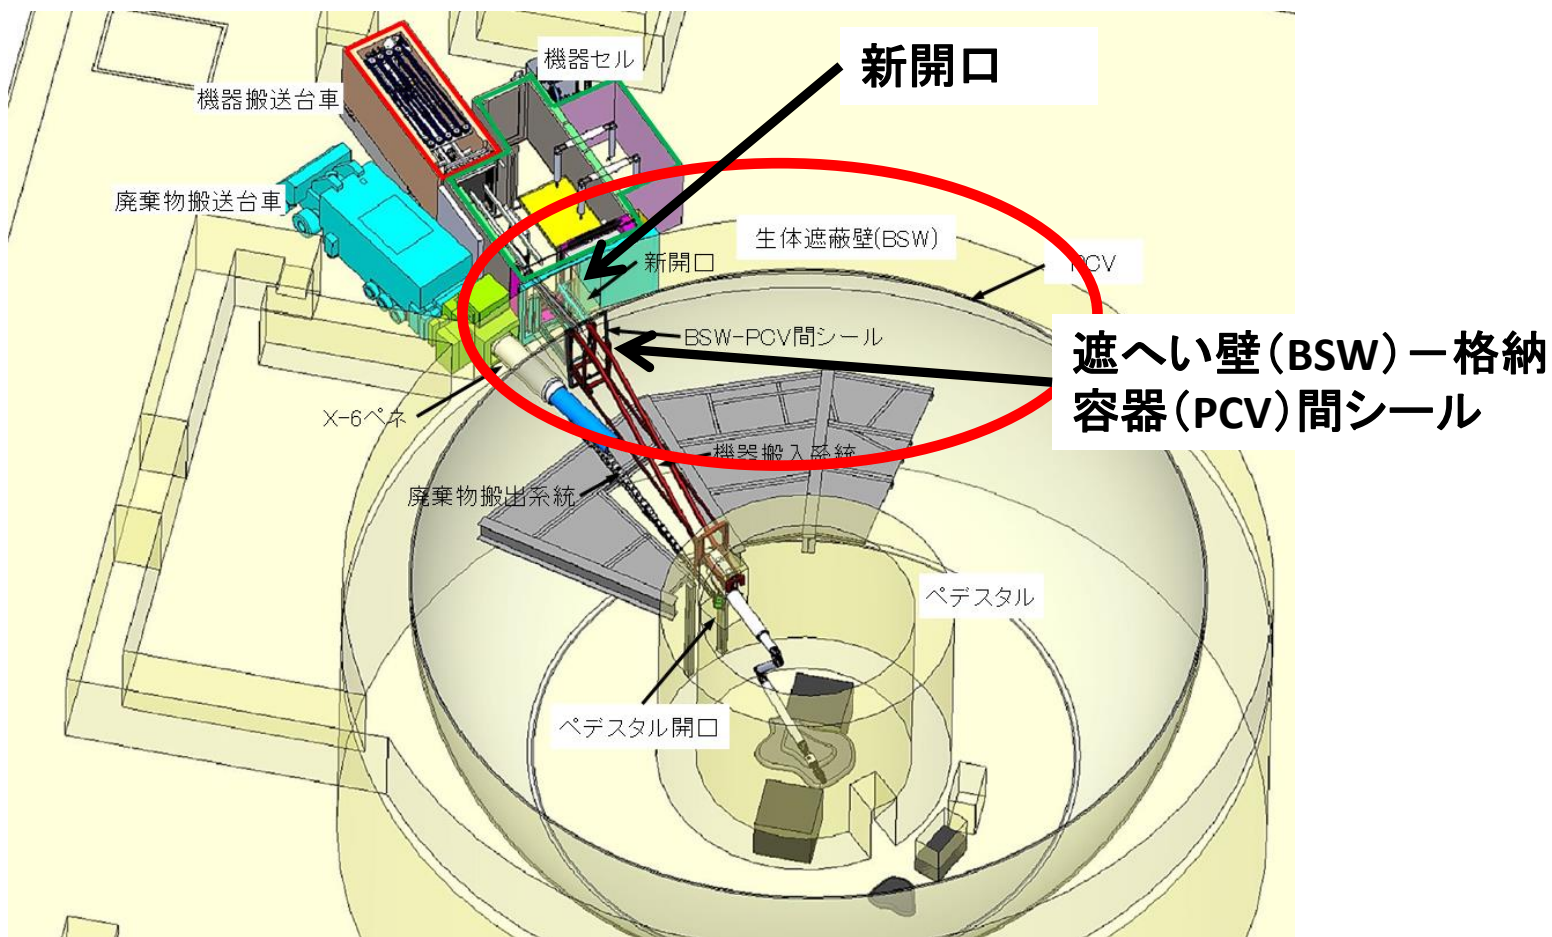 新開口
機器セル
機器搬送台車
廃棄物搬送台車
生体遮蔽壁(BSW)
新開口
PCV
BSW-PCV間シール
遮へい壁（BSW）－格納
容器（PCV）間シール
X-6ペネ
機器搬入系統
廃棄物搬出系統
ペデスタル
ペデスタル開口